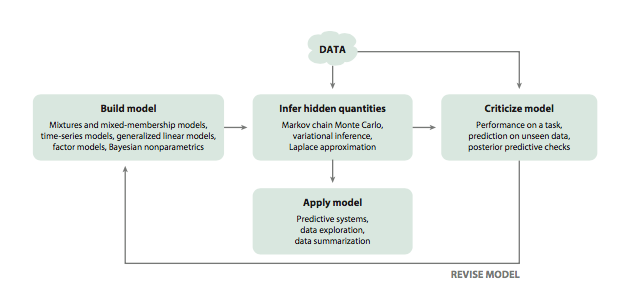 DATA
Build model
Mixtures and mixed-membership models,
time-series models, generalized linear models,
factor models, Bayesian nonparametrics
Infer hidden quantities
Markov chain Monte Carlo,
variational inference,
Laplace approximation
Criticize model
Performance on a task,
prediction on unseen data,
posterior predictive checks
Apply model
Predictive systems,
data exploration,
data summarization
REVISE MODEL